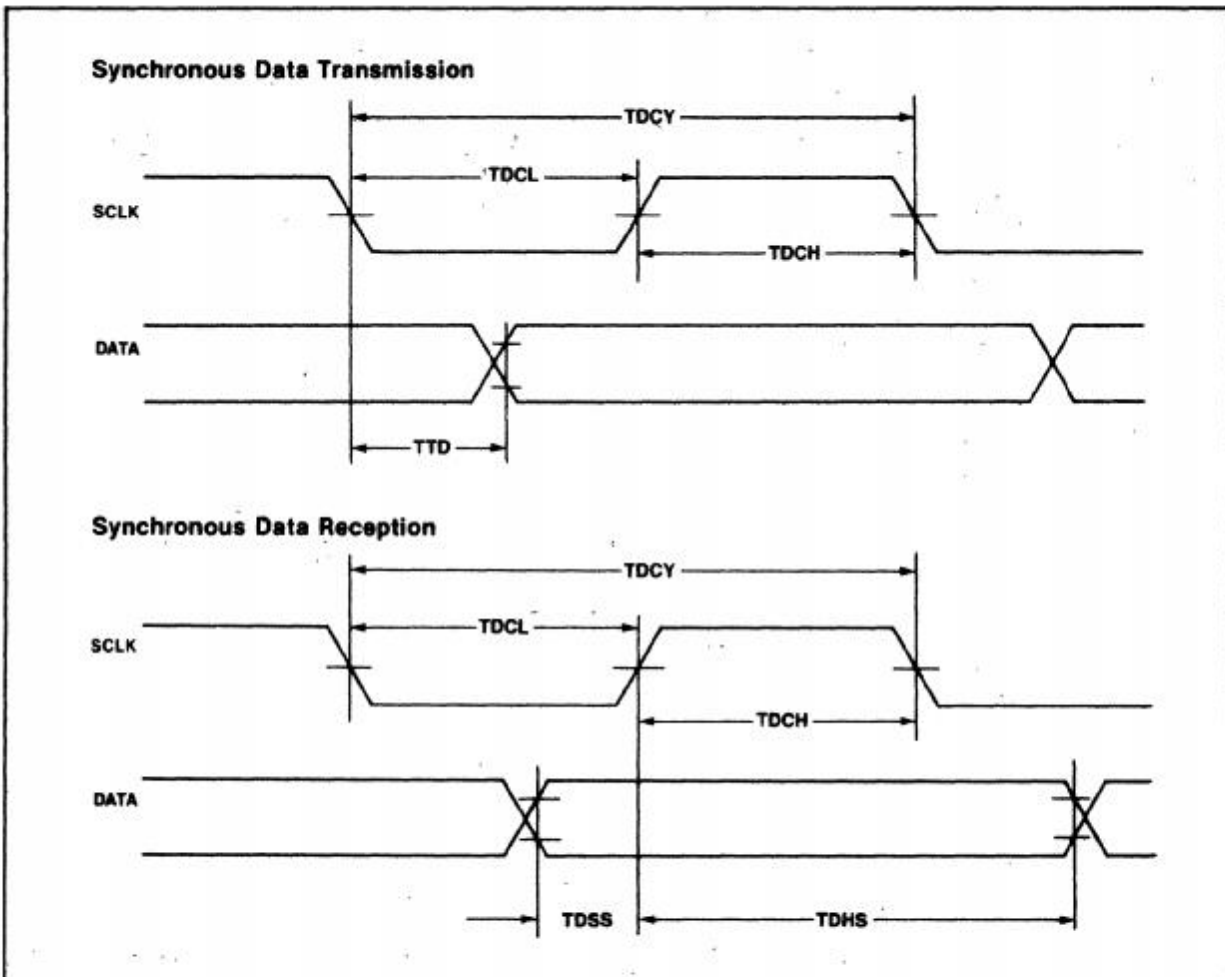 Synchronous Data Transmission
TDCY
TDCL
SCLK
TDCH
DATA
TTD
Synchronous Data Reception
TDCY
TDCL
SCLK
TDCH
DATA
TDSS
TDHS